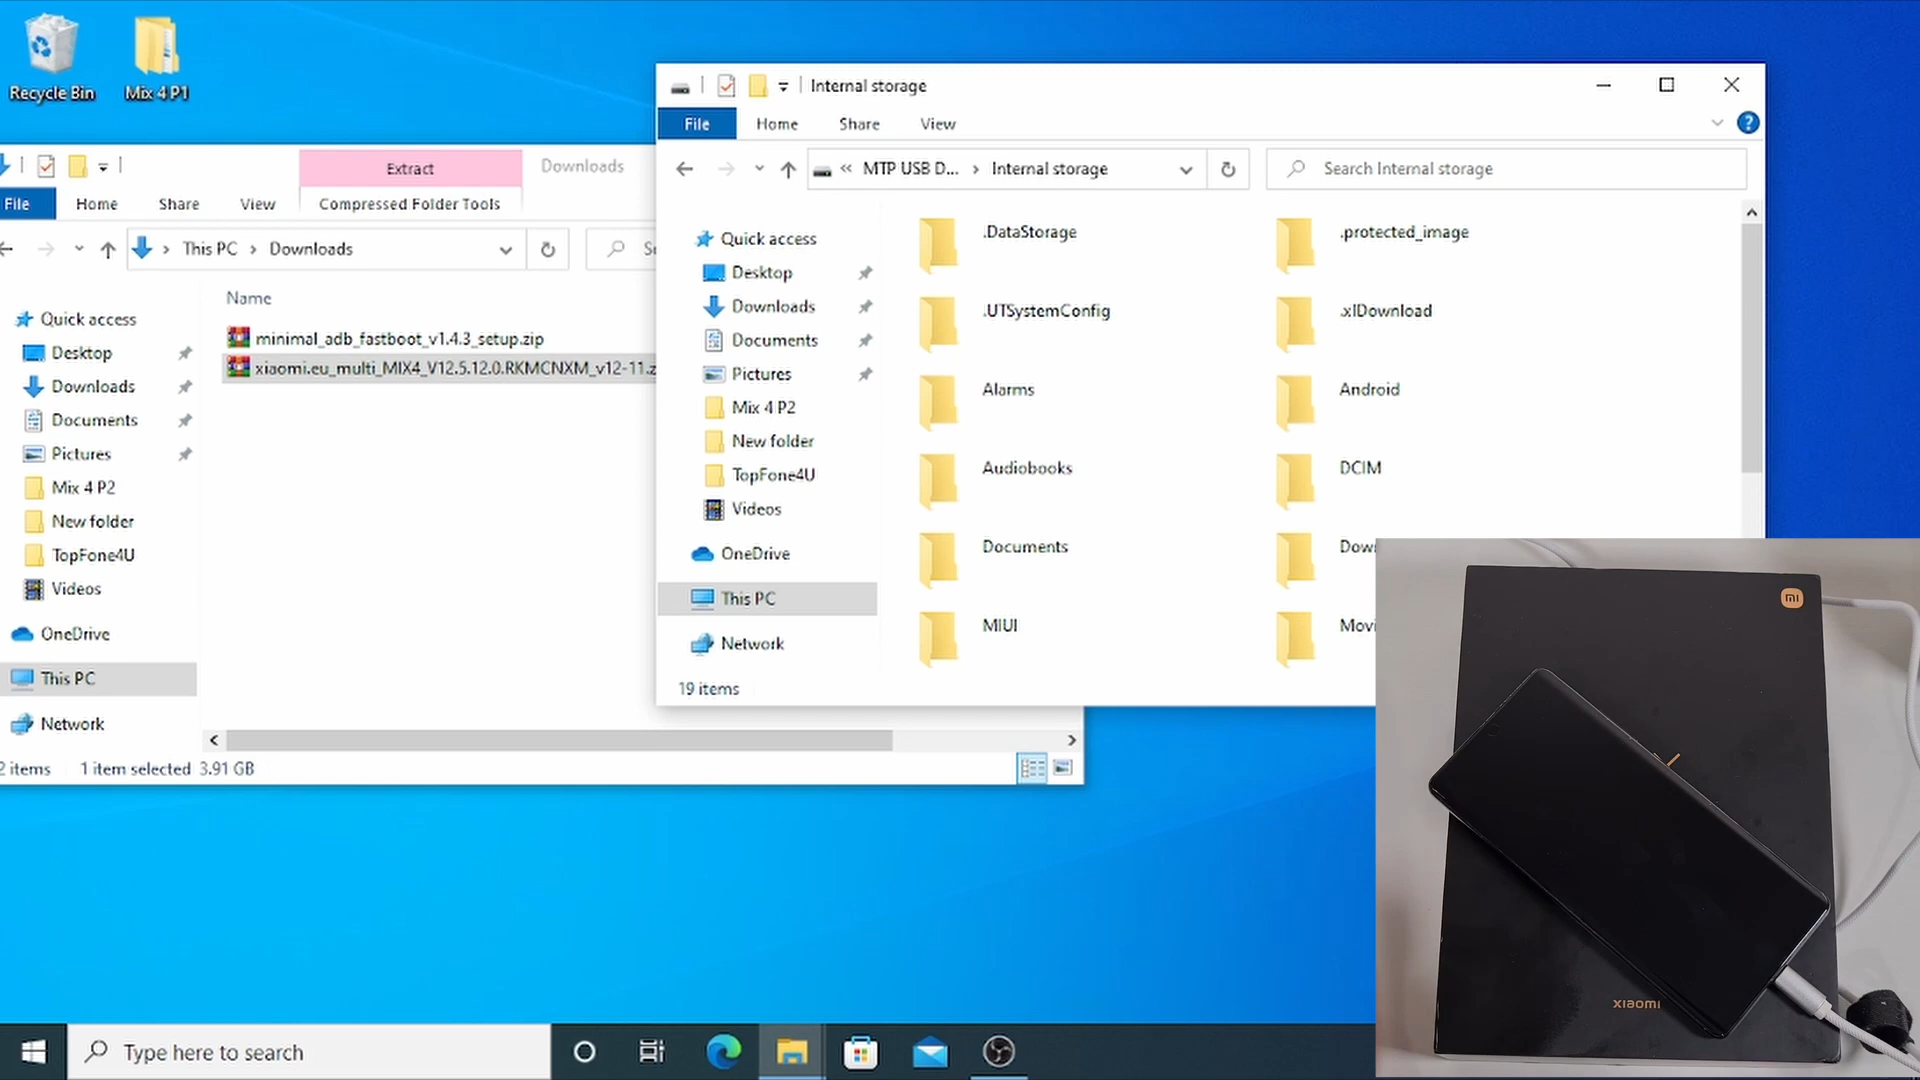 Recycle Bin
Mix 4 P1
Extract
Downloads
File
Home
Share
View
Compressed Folder Tools
This PC
Downloads
Name
minimal_adb_fastboot_v1.4.3_setup.zip
xiaomi.eu_multi_MIX4_V12.5.12.0.RKMCNXM_v12-11.z
Quick access
Desktop
Downloads
Documents
Pictures
Mix 4 P2
New folder
TopFone4U
Videos
OneDrive
This PC
Network
2 items
1 item selected 3.91 GB
Internal storage
File
Home
Share
View
MTP USB D...
Internal storage
Search Internal storage
Quick access
Desktop
Downloads
Documents
Pictures
Mix 4 P2
New folder
TopFone4U
Videos
OneDrive
This PC
Network
.DataStorage
.protected_image
.UTSystemConfig
.xlDownload
Alarms
Android
Audiobooks
DCIM
Documents
Dow
MIUI
Movi
19 items
mi
xiaomi
Type here to search